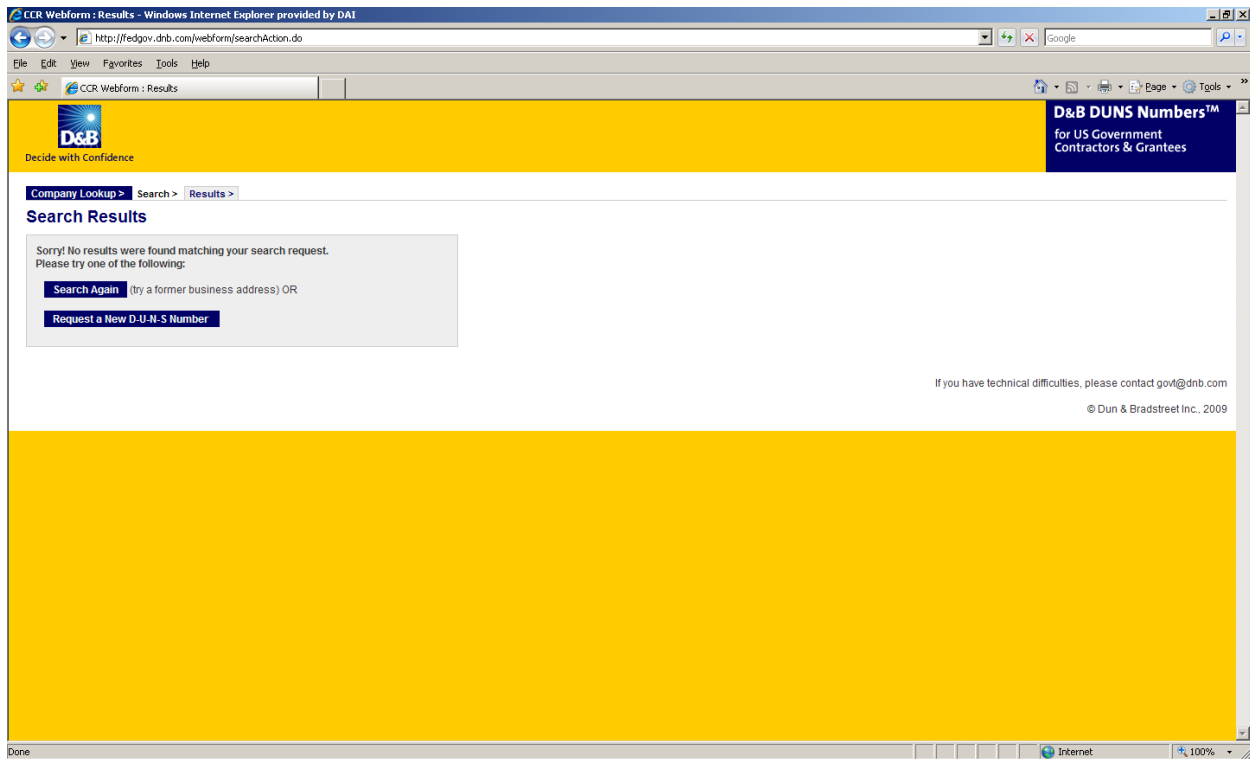 CCR Webform : Results - Windows Internet Explorer provided by DAI
http://fedgov.dnb.com/webform/searchAction.do
Google
File Edit View Favorites Tools Help
CCR Webform : Results
Page Tools »
D&B
Decide with Confidence
D&B DUNS Numbers™
for US Government
Contractors & Grantees
Company Lookup > Search > Results >
Search Results
Sorry! No results were found matching your search request.
Please try one of the following:
Search Again (try a former business address) OR
Request a New D-U-N-S Number
If you have technical difficulties, please contact govt@dnb.com
© Dun & Bradstreet Inc., 2009
Done Internet 100%